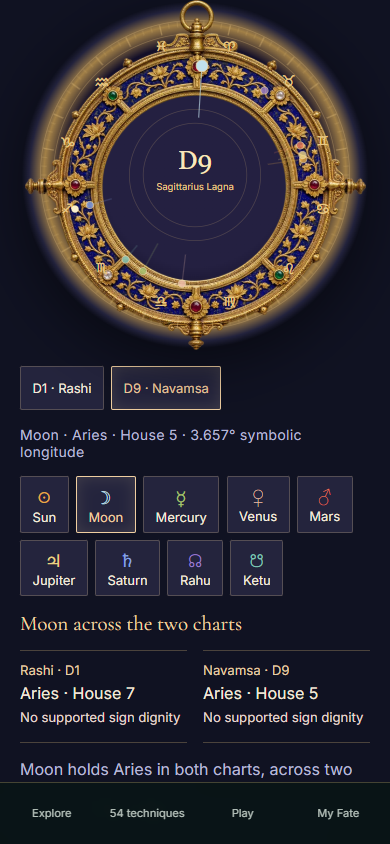 D9
Sagittarius Lagna
D1 · Rashi
D9 · Navamsa
Moon · Aries · House 5 · 3.657° symbolic
longitude
Sun
Moon
Mercury
Venus
Mars
Jupiter
Saturn
Rahu
Ketu
Moon across the two charts
Rashi · D1
Aries · House 7
No supported sign dignity
Navamsa · D9
Aries · House 5
No supported sign dignity
Moon holds Aries in both charts, across two
Explore
54 techniques
Play
My Fate